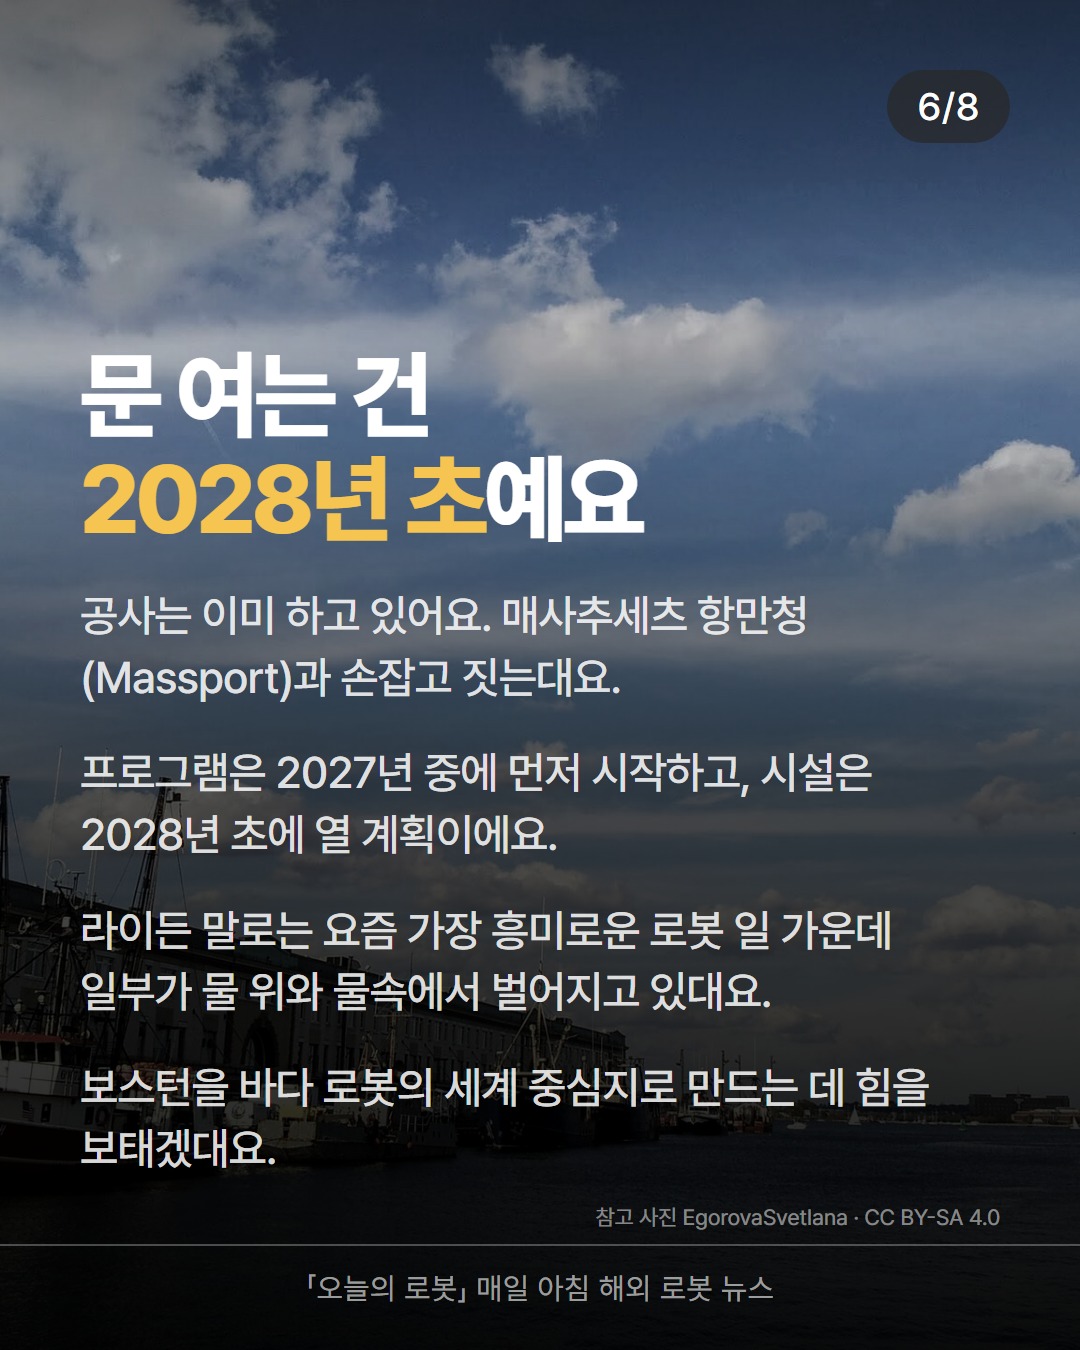 6/8
문 여는 건
2028년 초예요
공사는 이미 하고 있어요. 매사추세츠 항만청
(Massport)과 손잡고 짓는대요.
프로그램은 2027년 중에 먼저 시작하고, 시설은
2028년 초에 열 계획이에요.
라이든 말로는 요즘 가장 흥미로운 로봇 일 가운데
일부가 물 위와 물속에서 벌어지고 있대요.
보스턴을 바다 로봇의 세계 중심지로 만드는 데 힘을
보태겠대요.
참고 사진 EgorovaSvetlana · CC BY-SA 4.0
「오늘의 로봇」 매일 아침 해외 로봇 뉴스